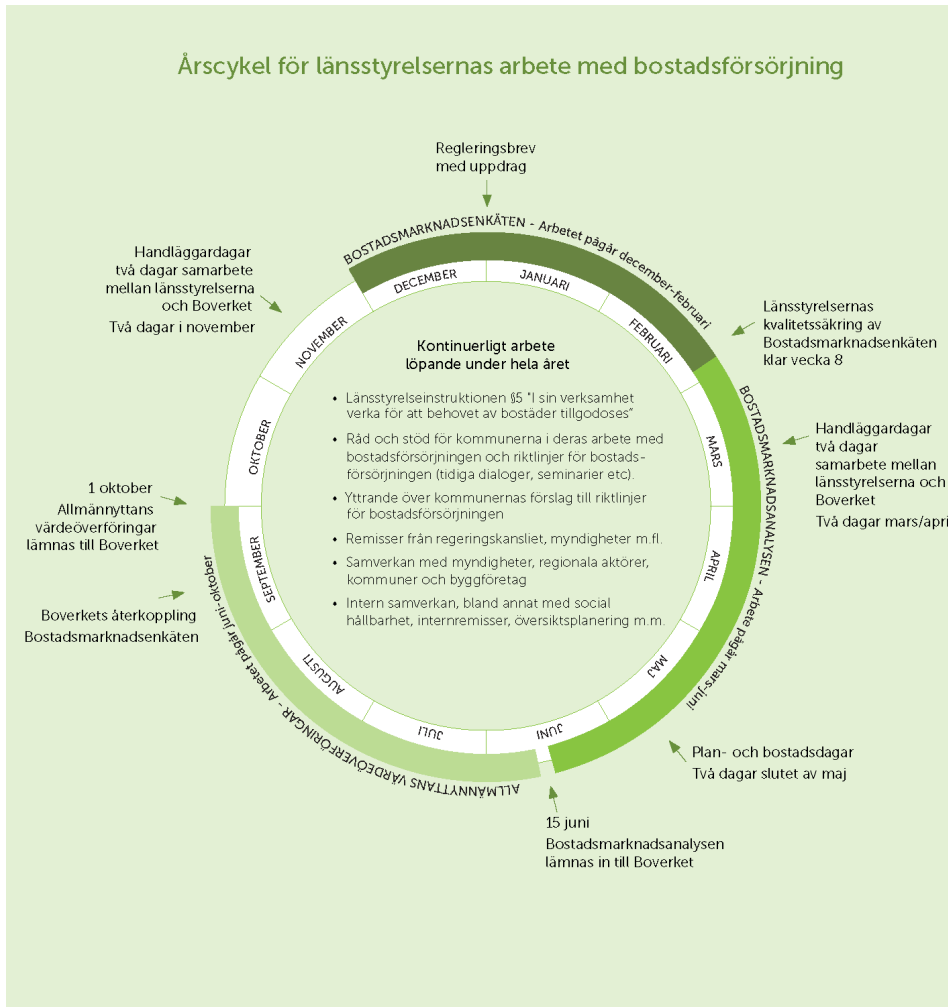 Årscykel för länsstyrelsernas arbete med bostadsförsörjning
Regleringsbrev
med uppdrag
BOSTADSMARKNADSENKÄTEN - Arbetet pågår december-februari
Handläggardagar
två dagar samarbete
mellan länsstyrelserna
och Boverket
Två dagar i november
DECEMBER
JANUARI
FEBRUARI
MARS
APRIL
MAJ
JUNI
JULI
AUGUSTI
SEPTEMBER
OKTOBER
NOVEMBER
Länsstyrelsernas
kvalitetssäkring av
Bostadsmarknadsenkäten
klar vecka 8
Kontinuerligt arbete
löpande under hela året
• Länsstyrelseinstruktionen §5 "I sin verksamhet
verka för att behovet av bostäder tillgodoses”
• Råd och stöd för kommunerna i deras arbete med
bostadsförsörjningen och riktlinjer för bostads-
försörjningen (tidiga dialoger, seminarier etc).
• Yttrande över kommunernas förslag till riktlinjer
för bostadsförsörjningen
• Remisser från regeringskansliet, myndigheter m.fl.
• Samverkan med myndigheter, regionala aktörer,
kommuner och byggföretag
• Intern samverkan, bland annat med social
hållbarhet, internremisser, översiktsplanering m.m.
BOSTADSMARKNADSANALYSEN - Arbete pågår mars-juni
Handläggardagar
två dagar
samarbete mellan
länsstyrelserna och
Boverket
Två dagar mars/apri
1 oktober
Allmännyttans
värdeöverföringar
lämnas till Boverket
Boverkets återkoppling
Bostadsmarknadsenkäten
ALLMÄNNYTTANS VÄRDEÖVERFÖRINGAR - Arbetet pågår juni-oktober
Plan- och bostadsdagar
Två dagar slutet av maj
15 juni
Bostadsmarknadsanalysen
lämnas in till Boverket